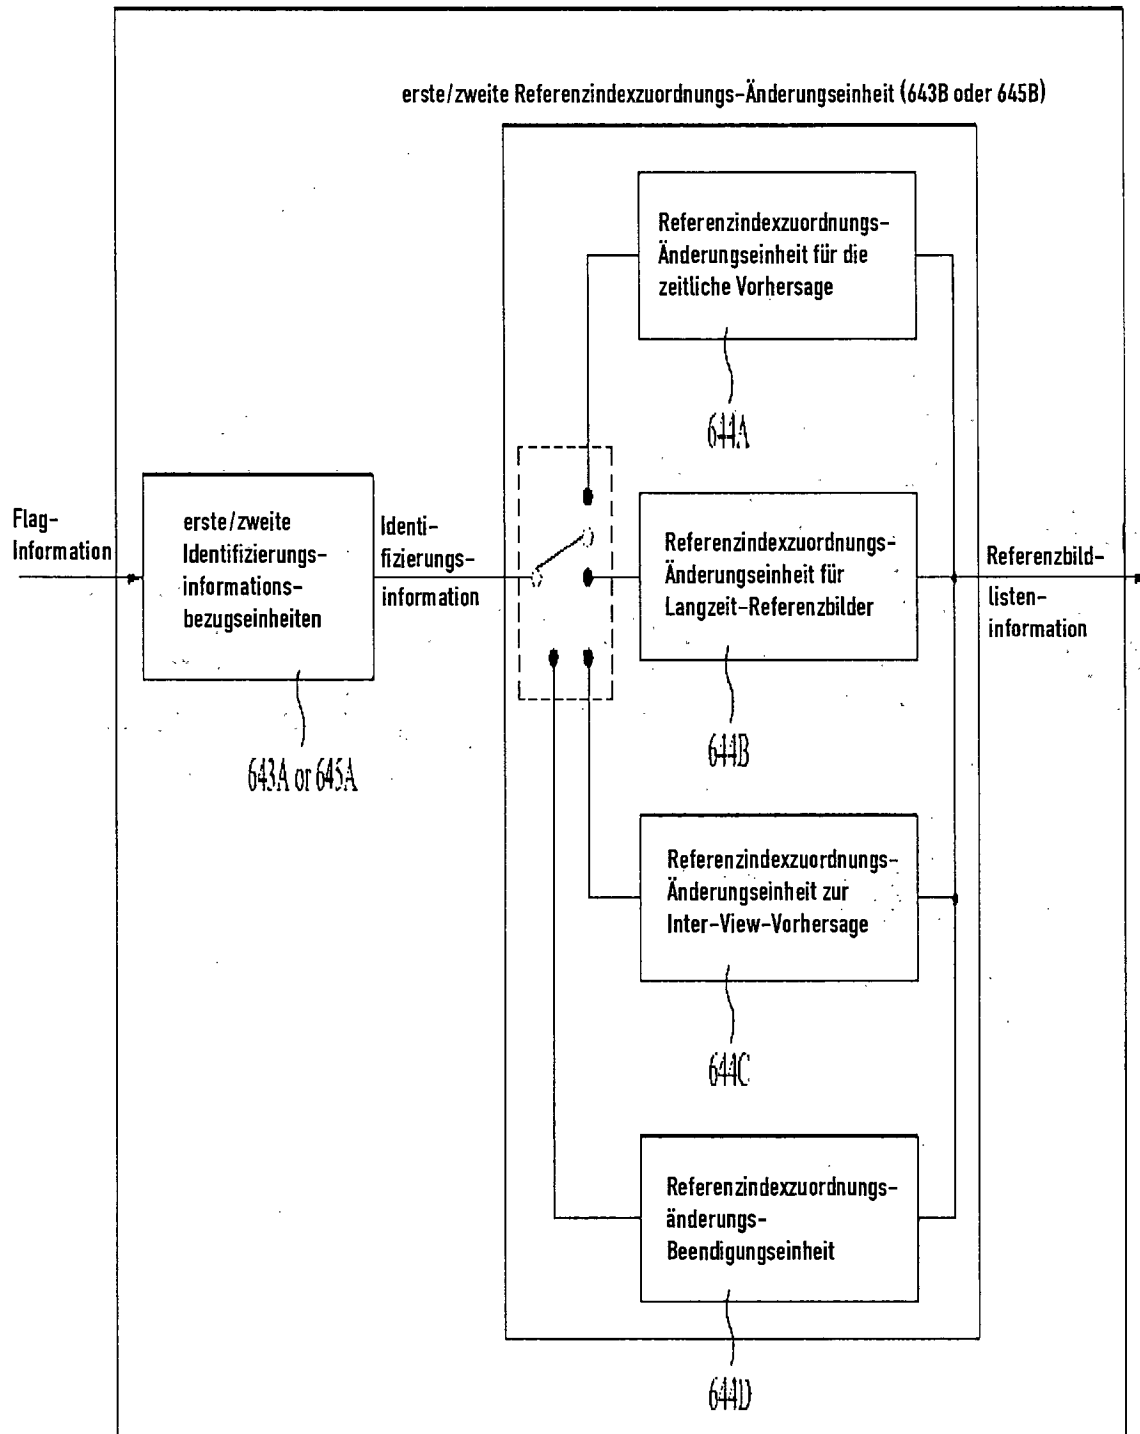 erste/zweite Referenzindexzuordnungs-Änderungseinheit (643B oder 645B)
Referenzindexzuordnungs-
Änderungseinheit für die
zeitliche Vorhersage
644A
Flag-
Information
erste/zweite
Identifizierungs-
informations-
bezugseinheiten
643A or 645A
Identi-
fizierungs-
information
Referenzindexzuordnungs-
Änderungseinheit für
Langzeit-Referenzbilder
644B
Referenzbild-
listen-
information
Referenzindexzuordnungs-
Änderungseinheit zur
Inter-View-Vorhersage
644C
Referenzindexzuordnungs-
änderungs-
Beendigungseinheit
644D